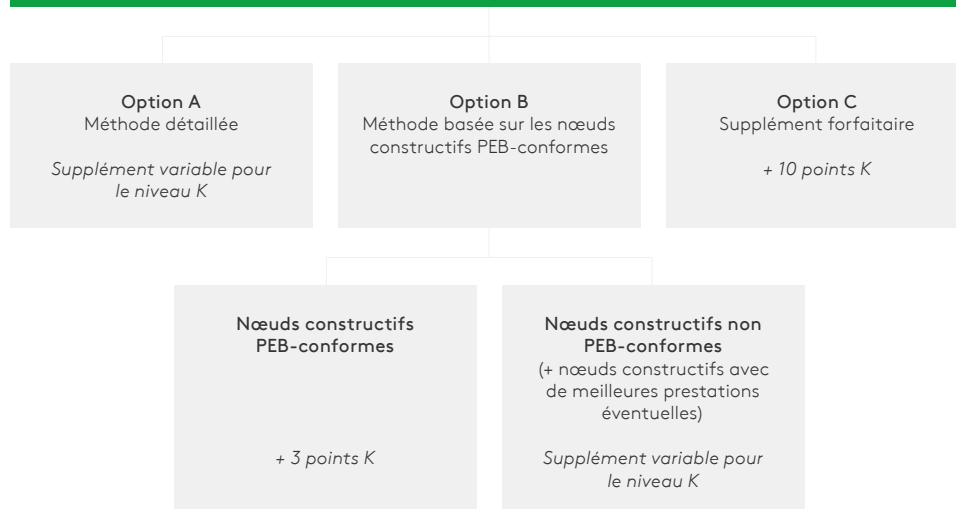 Option A
Méthode détaillée
Supplément variable pour
le niveau K
Option B
Méthode basée sur les nœuds
constructifs PEB-conformes
Option C
Supplément forfaitaire
+ 10 points K
Nœuds constructifs
PEB-conformes
+ 3 points K
Nœuds constructifs non
PEB-conformes
(+ nœuds constructifs avec
de meilleures prestations
éventuelles)
Supplément variable pour
le niveau K